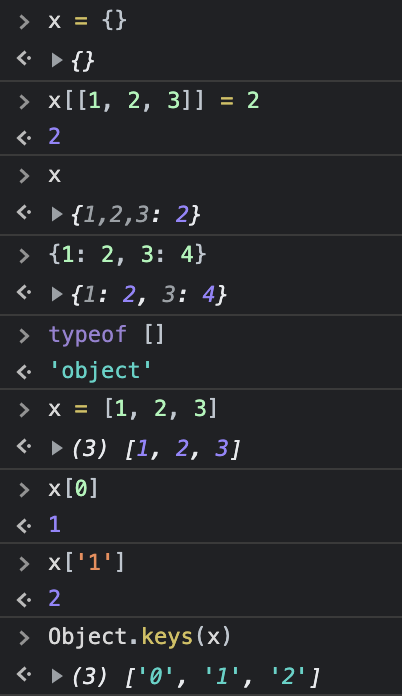 > x = {}
<· ▶ {}
> x[[1, 2, 3]] = 2
<· 2
> x
<· ▶ {1,2,3: 2}
> {1: 2, 3: 4}
<· ▶ {1: 2, 3: 4}
> typeof []
<· 'object'
> x = [1, 2, 3]
<· ▶ (3) [1, 2, 3]
> x[0]
<· 1
> x['1']
<· 2
> Object.keys(x)
<· ▶ (3) ['0', '1', '2']